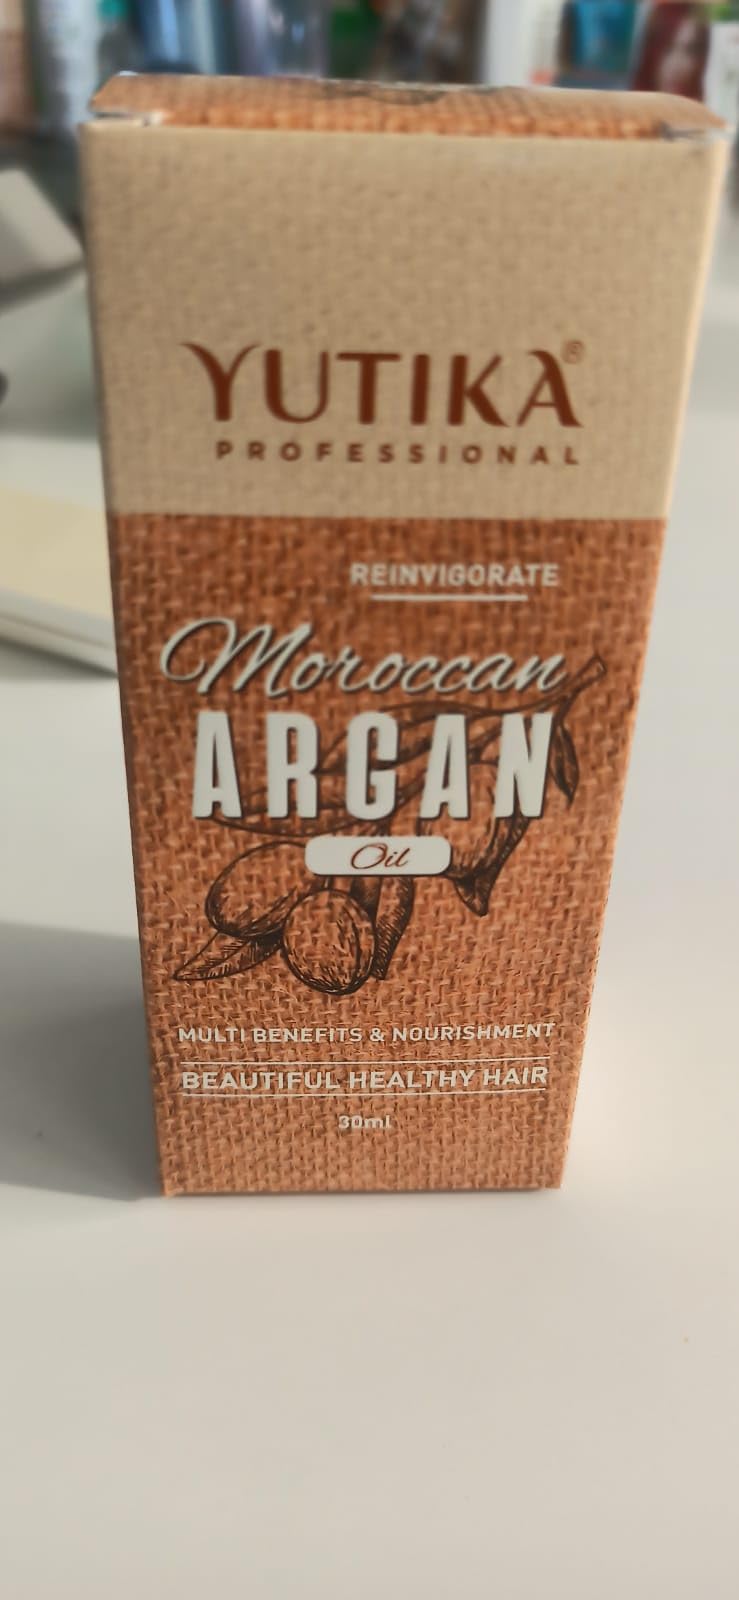 YUTIKA®
PROFESSIONAL
REINVIGORATE
Moroccan
ARGAN
Oil
MULTI BENEFITS & NOURISHMENT
BEAUTIFUL HEALTHY HAIR
30ml